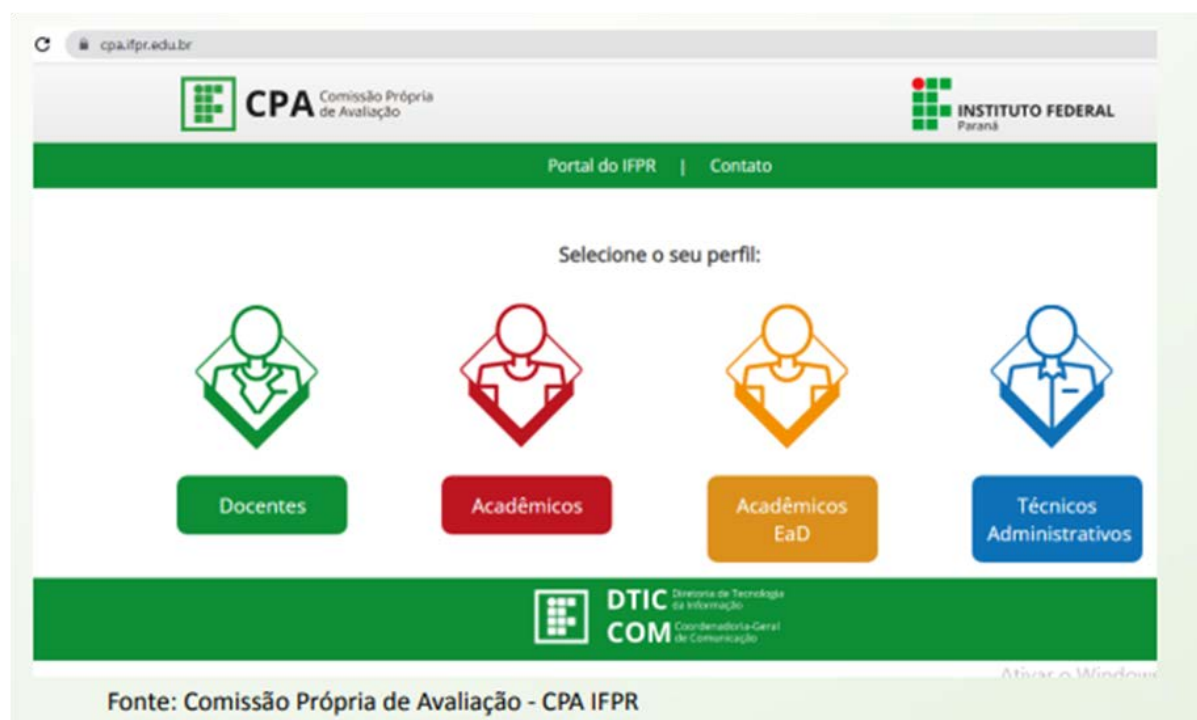 cpa.ifpr.edu.br
CPA Comissão Própria
de Avaliação
INSTITUTO FEDERAL
Paraná
Portal do IFPR | Contato
Selecione o seu perfil:
Docentes
Acadêmicos
Acadêmicos
EaD
Técnicos
Administrativos
DTIC Diretoria de Tecnologia
da Informação
COM Coordenadoria-Geral
de Comunicação
Ativar o Windows
Fonte: Comissão Própria de Avaliação - CPA IFPR